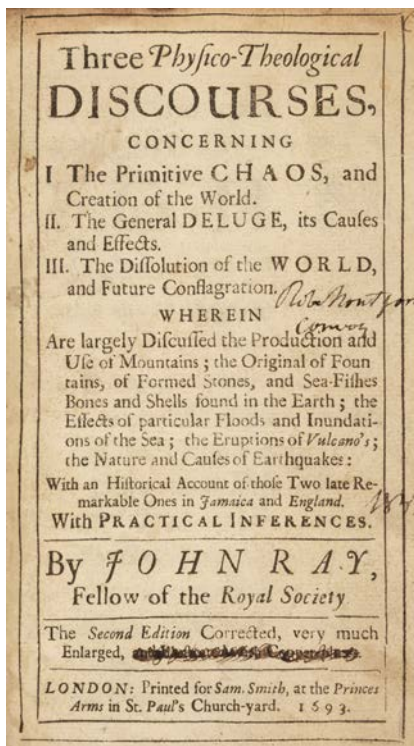 Three Physico-Theological
DISCOURSES,
CONCERNING
I The Primitive CHAOS, and
Creation of the World.
II. The General DELUGE, its Causes
and Effects.
III. The Dissolution of the WORLD,
and Future Conflagration.
WHEREIN
Are largely Discussed the Production and
Use of Mountains; the Original of Foun
tains, of Formed Stones, and Sea-Fishes
Bones and Shells found in the Earth; the
Effects of particular Floods and Inundati-
ons of the Sea; the Eruptions of Vulcano's;
the Nature and Causes of Earthquakes:
With an Historical Account of those Two late Re-
markable Ones in Jamaica and England.
With PRACTICAL INFERENCES.
By JOHN RAY,
Fellow of the Royal Society
The Second Edition Corrected, very much
Enlarged,
LONDON: Printed for Sam. Smith, at the Princes
Arms in St. Paul's Church-yard. 1693.